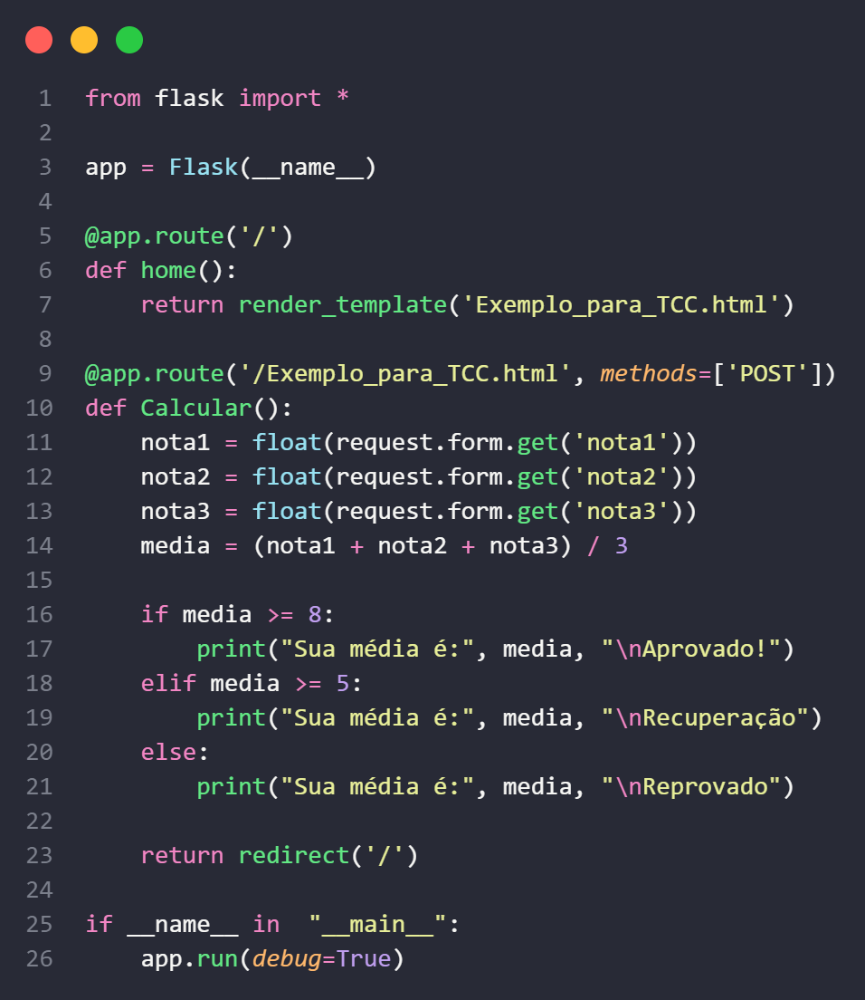 1 from flask import *
2
3 app = Flask(__name__)
4
5 @app.route('/')
6 def home():
7     return render_template('Exemplo_para_TCC.html')
8
9 @app.route('/Exemplo_para_TCC.html', methods=['POST'])
10 def Calcular():
11     nota1 = float(request.form.get('nota1'))
12     nota2 = float(request.form.get('nota2'))
13     nota3 = float(request.form.get('nota3'))
14     media = (nota1 + nota2 + nota3) / 3
15
16     if media >= 8:
17         print("Sua média é:", media, "\nAprovado!")
18     elif media >= 5:
19         print("Sua média é:", media, "\nRecuperação")
20     else:
21         print("Sua média é:", media, "\nReprovado")
22
23     return redirect('/')
24
25 if __name__ in  "__main__":
26     app.run(debug=True)